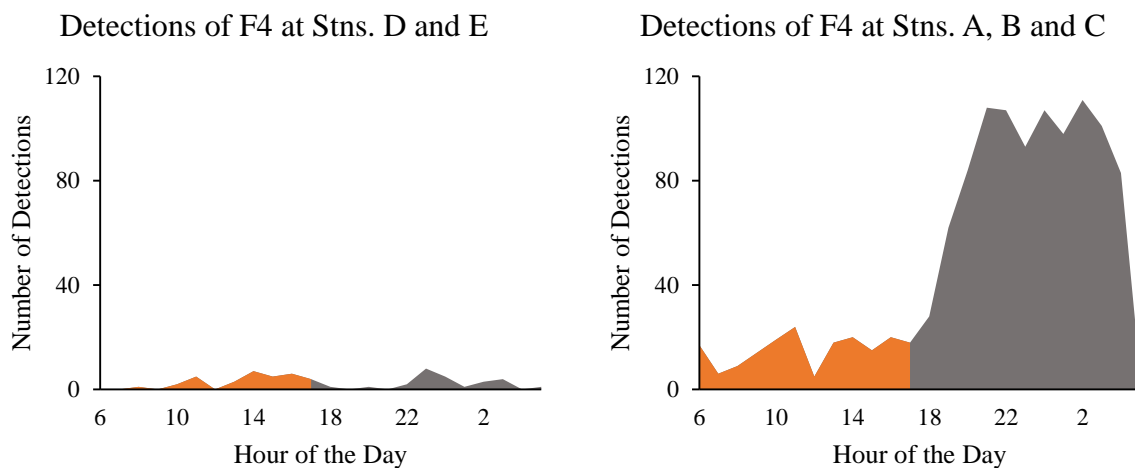 Detections of F4 at Stns. D and E
120
80
40
0
Number of Detections
6 10 14 18 22 2
Hour of the Day
Detections of F4 at Stns. A, B and C
120
80
40
0
Number of Detections
6 10 14 18 22 2
Hour of the Day